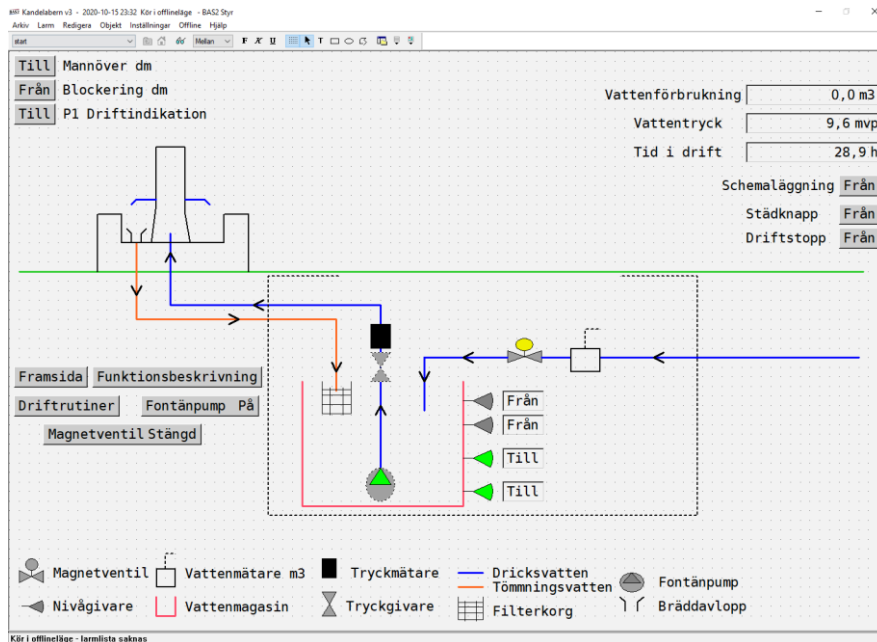 Kandelabern v3 - 2020-10-15 23:32 Kör i offlineläge - BAS2 Styr
Arkiv Larm Redigera Objekt Inställningar Offline Hjälp
start Mellan F K U T
Till Mannöver dm
Från Blockering dm
Till P1 Driftindikation
Vattenförbrukning 0,0 m3
Vattentryck 9,6 mvp
Tid i drift 28,9 h
Schemaläggning Från
Städknapp Från
Driftstopp Från
Framsida Funktionsbeskrivning
Driftrutiner Fontänpump På
Magnetventil Stängd
Från
Från
Till
Till
Magnetventil Vattenmätare m3 Tryckmätare Dricksvatten Fontänpump
Tömmningsvatten
Nivågivare Vattenmagasin Tryckgivare Filterkorg Bräddavlopp
Kör i offlineläge - larmlista saknas